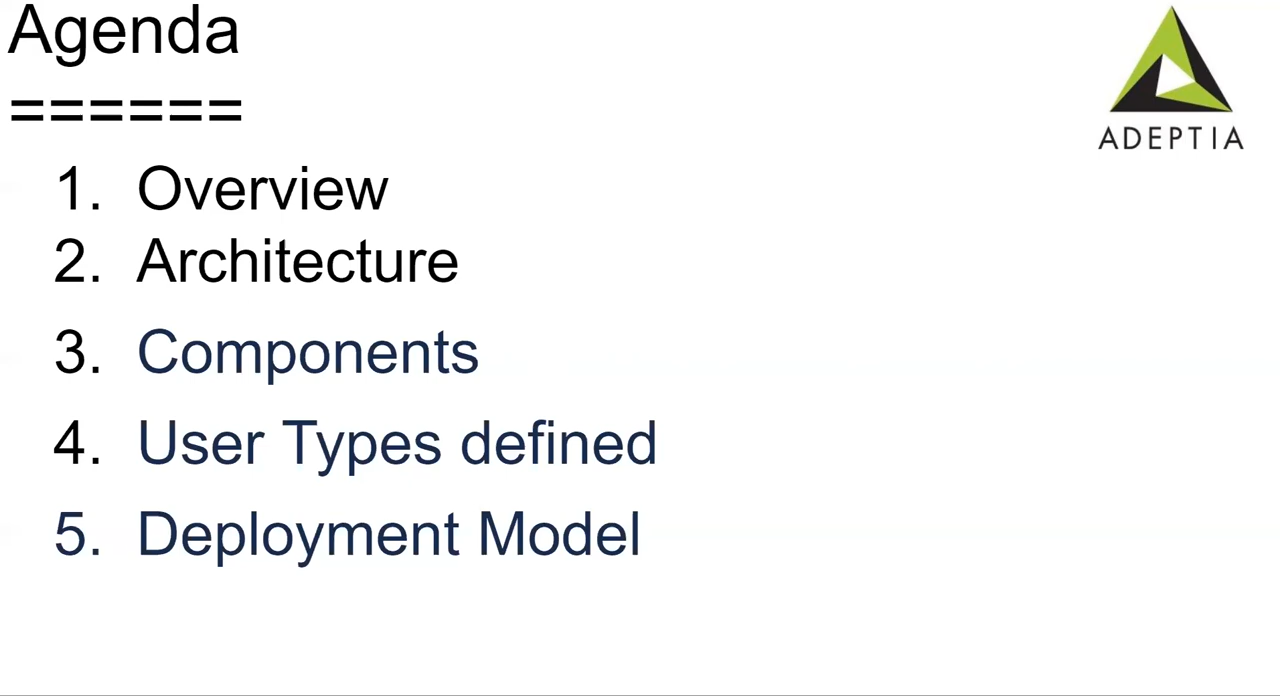 Agenda
======
ADEPTIA
1. Overview
2. Architecture
3. Components
4. User Types defined
5. Deployment Model